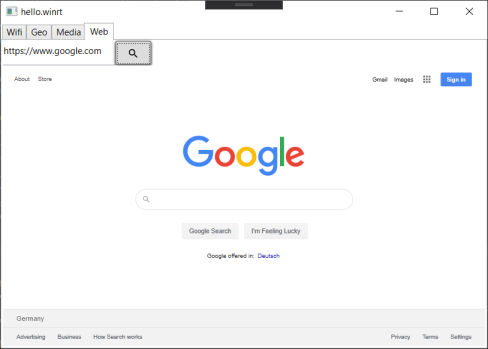 hello.winrt
Wifi Geo Media Web
https://www.google.com
About Store Gmail Images Sign in
Google
Google Search I'm Feeling Lucky
Google offered in: Deutsch
Germany
Advertising Business How Search works Privacy Terms Settings